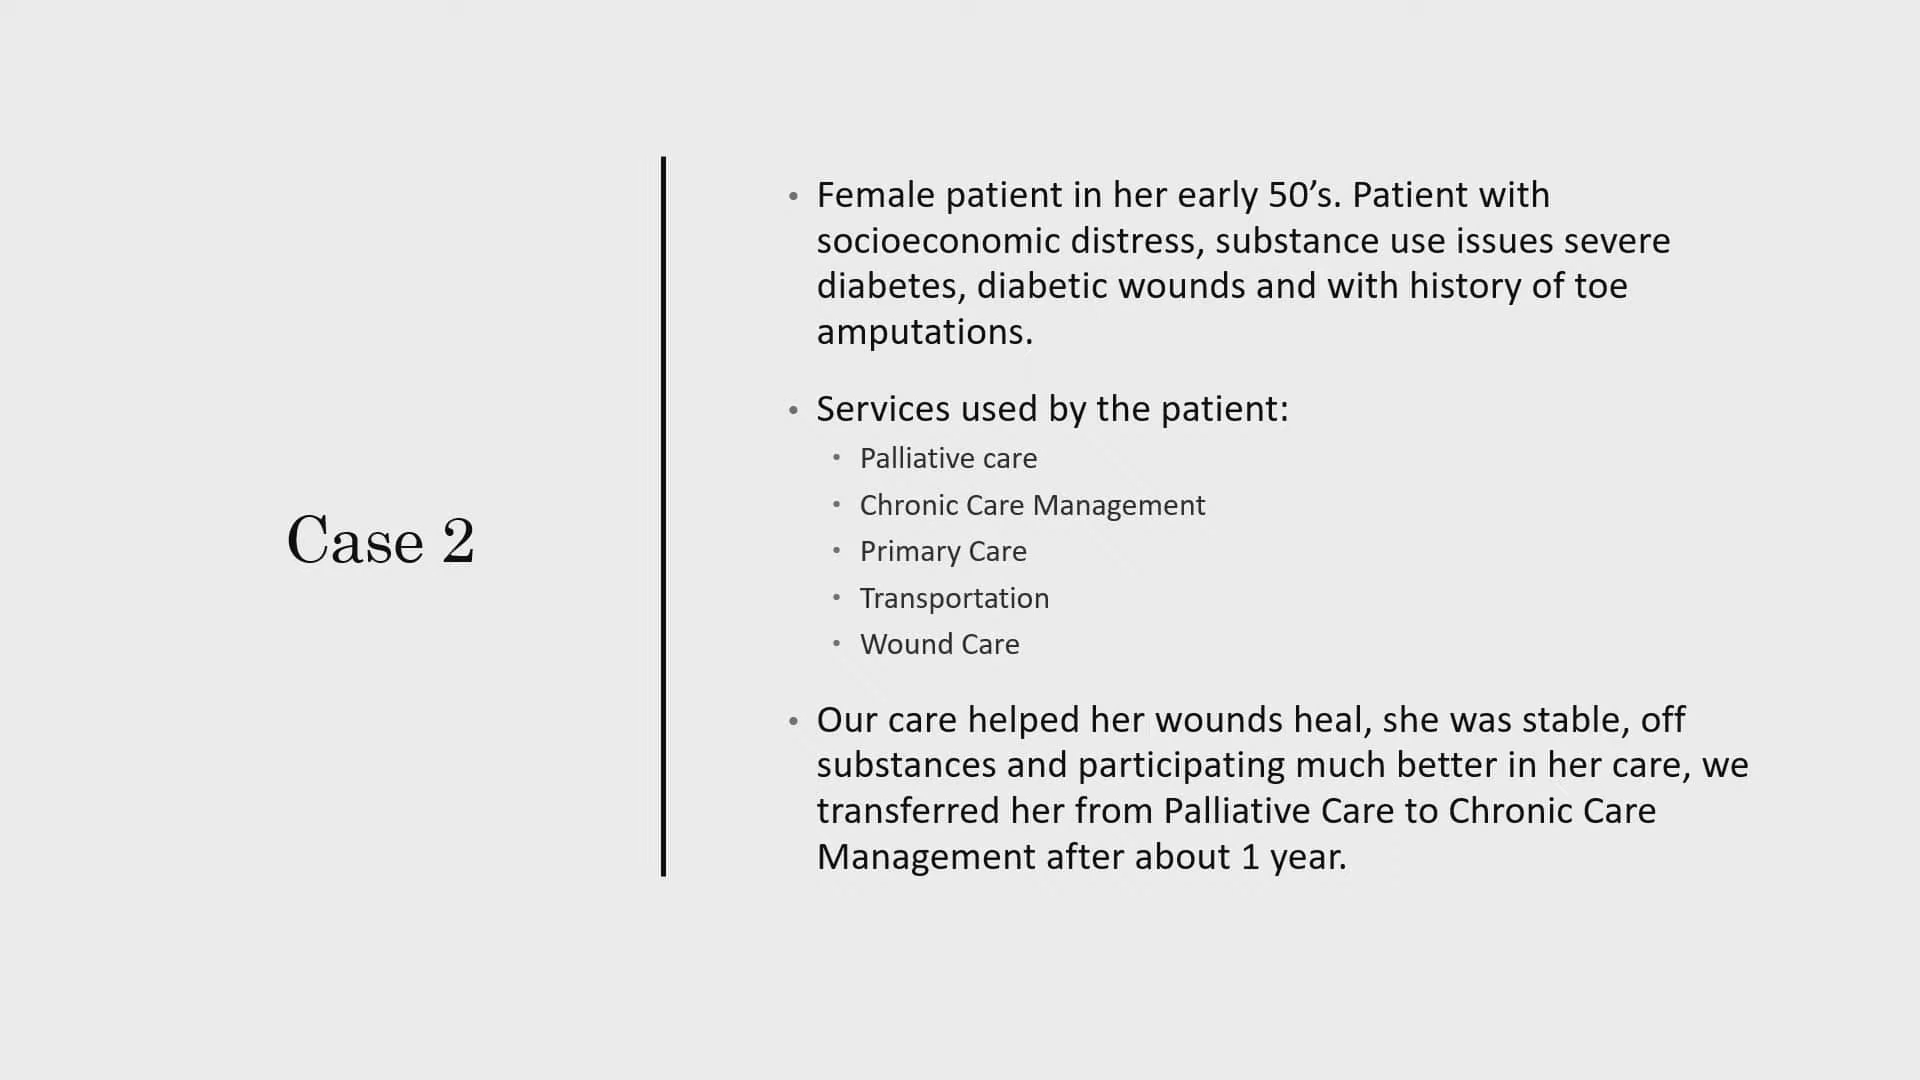 Case 2
• Female patient in her early 50’s. Patient with
socioeconomic distress, substance use issues severe
diabetes, diabetic wounds and with history of toe
amputations.
• Services used by the patient:
• Palliative care
• Chronic Care Management
• Primary Care
• Transportation
• Wound Care
• Our care helped her wounds heal, she was stable, off
substances and participating much better in her care, we
transferred her from Palliative Care to Chronic Care
Management after about 1 year.